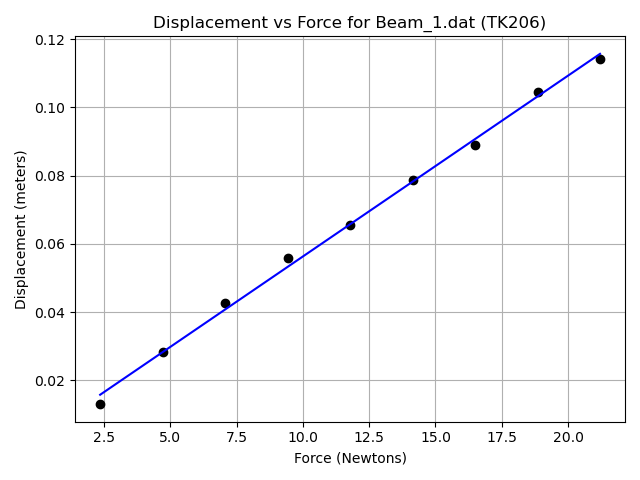 Displacement vs Force for Beam_1.dat (TK206)
0.12
0.10
0.08
0.06
0.04
0.02
Displacement (meters)
2.5 5.0 7.5 10.0 12.5 15.0 17.5 20.0
Force (Newtons)